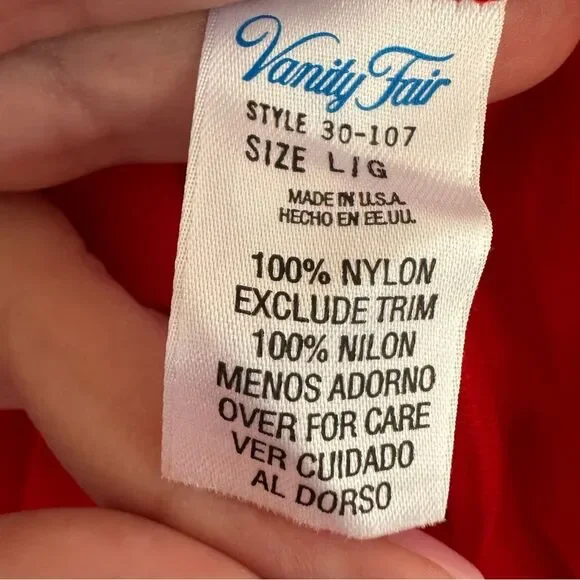 Vanity Fair
STYLE 30-107
SIZE L/G
MADE IN U.S.A.
HECHO EN EE.UU.
100% NYLON
EXCLUDE TRIM
100% NILON
MENOS ADORNO
OVER FOR CARE
VER CUIDADO
AL DORSO